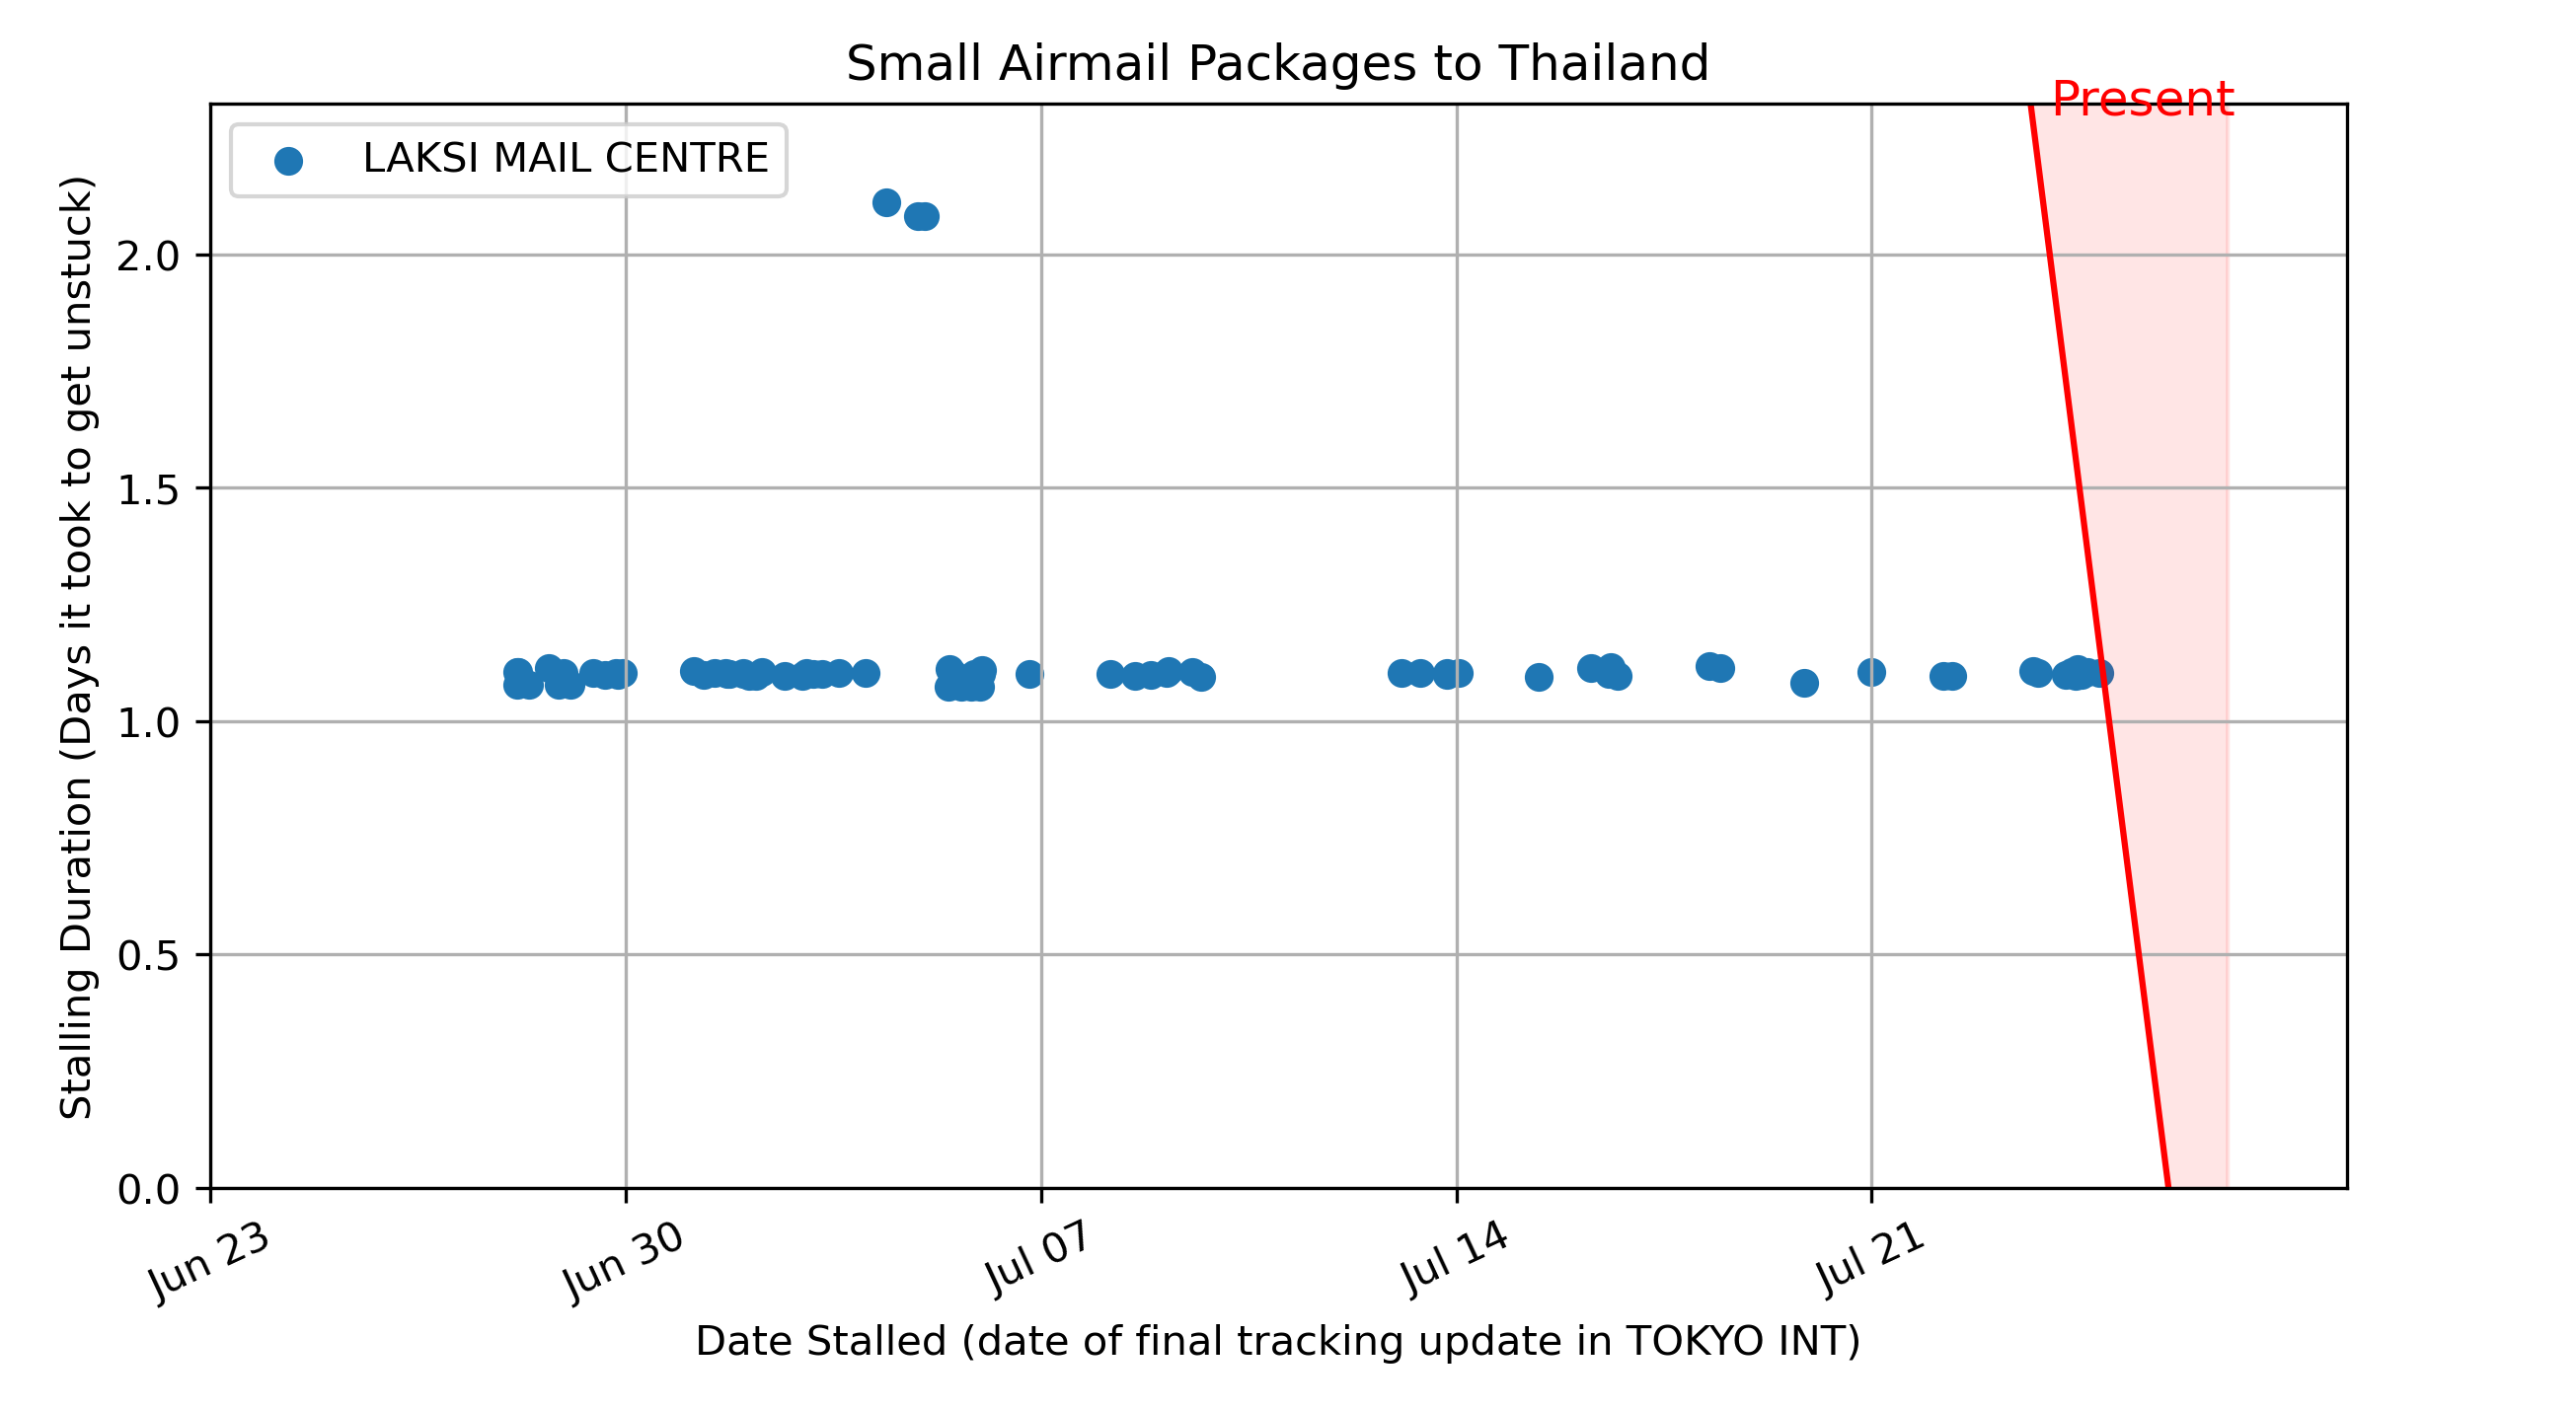 Small Airmail Packages to Thailand
Present
LAKSI MAIL CENTRE
Stalling Duration (Days it took to get unstuck)
2.0
1.5
1.0
0.5
0.0
Jun 23
Jun 30
Jul 07
Jul 14
Jul 21
Date Stalled (date of final tracking update in TOKYO INT)